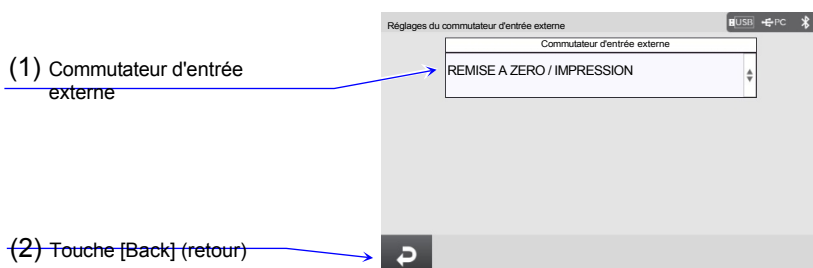 Réglages du commutateur d'entrée externe
USB PC
Commutateur d'entrée externe
(1) Commutateur d'entrée
externe
REMISE A ZERO / IMPRESSION
(2) Touche [Back] (retour)